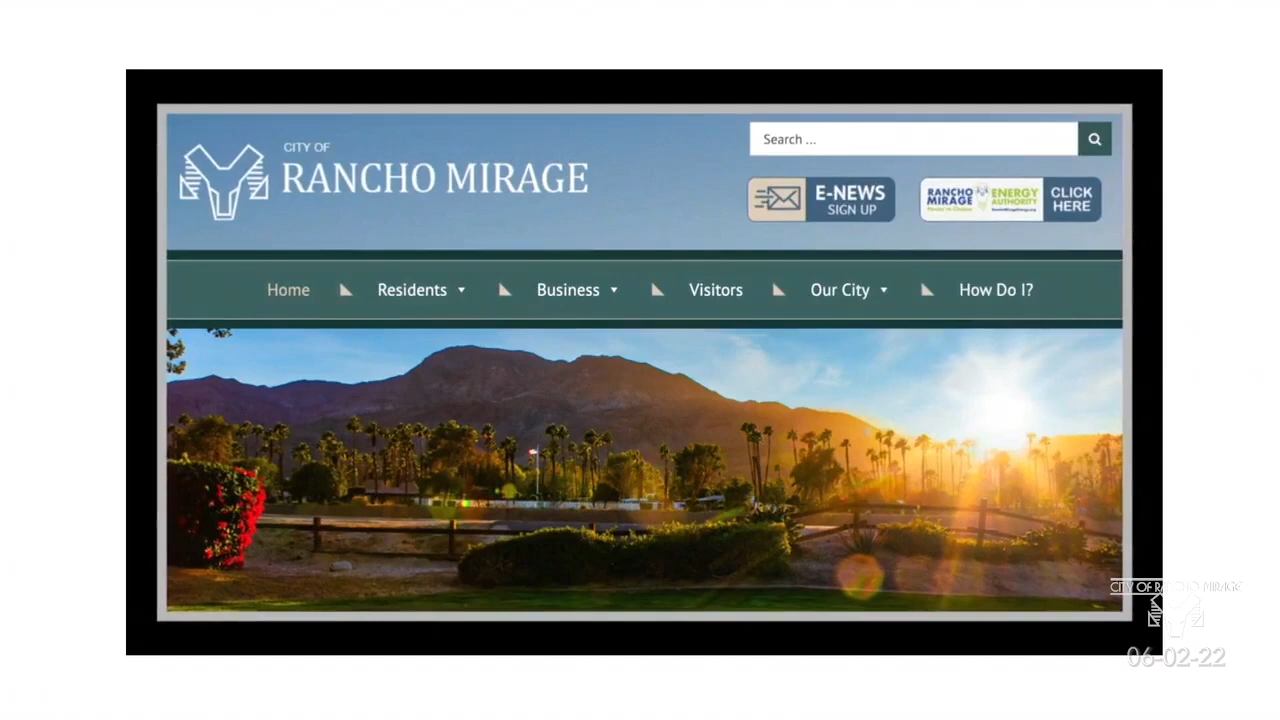 CITY OF
RANCHO MIRAGE
Search ...
E-NEWS
SIGN UP
RANCHO
MIRAGE
ENERGY
AUTHORITY
CLICK
HERE
Home
Residents
Business
Visitors
Our City
How Do I?
CITY OF RANCHO MIRAGE
06-02-22